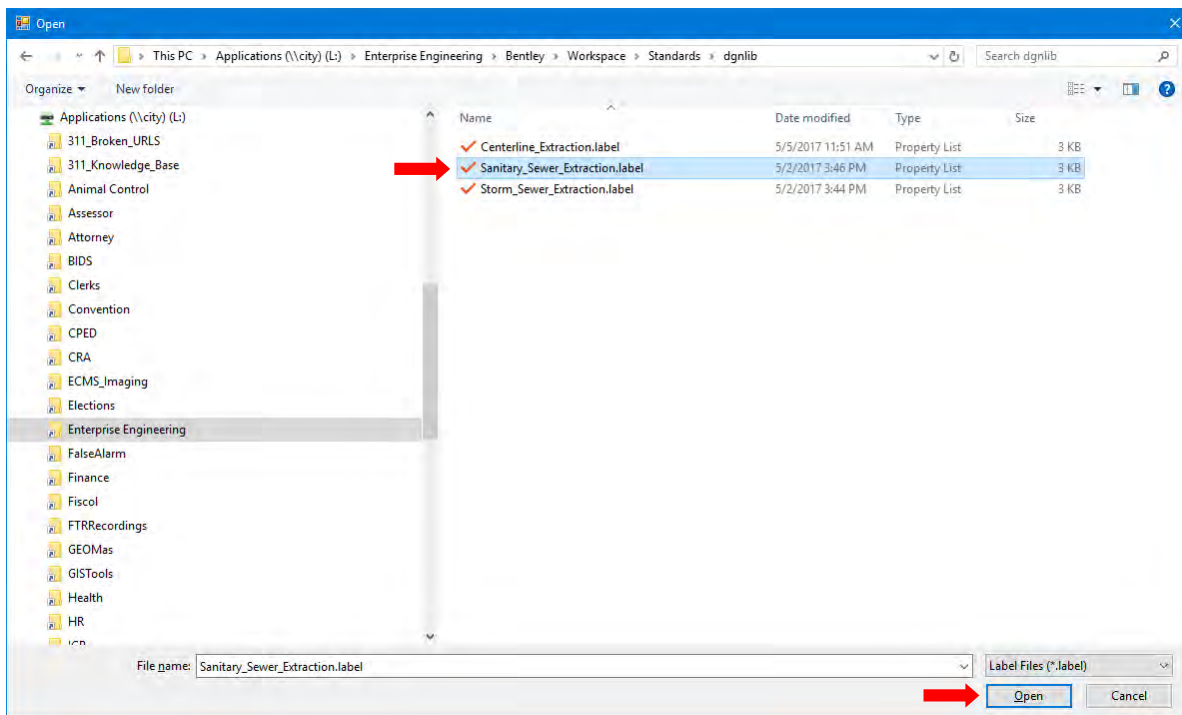 Open
This PC > Applications (\\city) (L:) > Enterprise Engineering > Bentley > Workspace > Standards > dgnlib
Search dgnlib
Organize New folder
Applications (\\city) (L:)
311_Broken_URLS
311_Knowledge_Base
Animal Control
Assessor
Attorney
BIDS
Clerks
Convention
CPED
CRA
ECMS_Imaging
Elections
Enterprise Engineering
FalseAlarm
Finance
Fiscol
FTRRecordings
GEOMas
GISTools
Health
HR
Name Date modified Type Size
Centerline_Extraction.label 5/5/2017 11:51 AM Property List 3 KB
Sanitary_Sewer_Extraction.label 5/2/2017 3:46 PM Property List 3 KB
Storm_Sewer_Extraction.label 5/2/2017 3:44 PM Property List 3 KB
File name: Sanitary_Sewer_Extraction.label Label Files (*.label)
Open Cancel